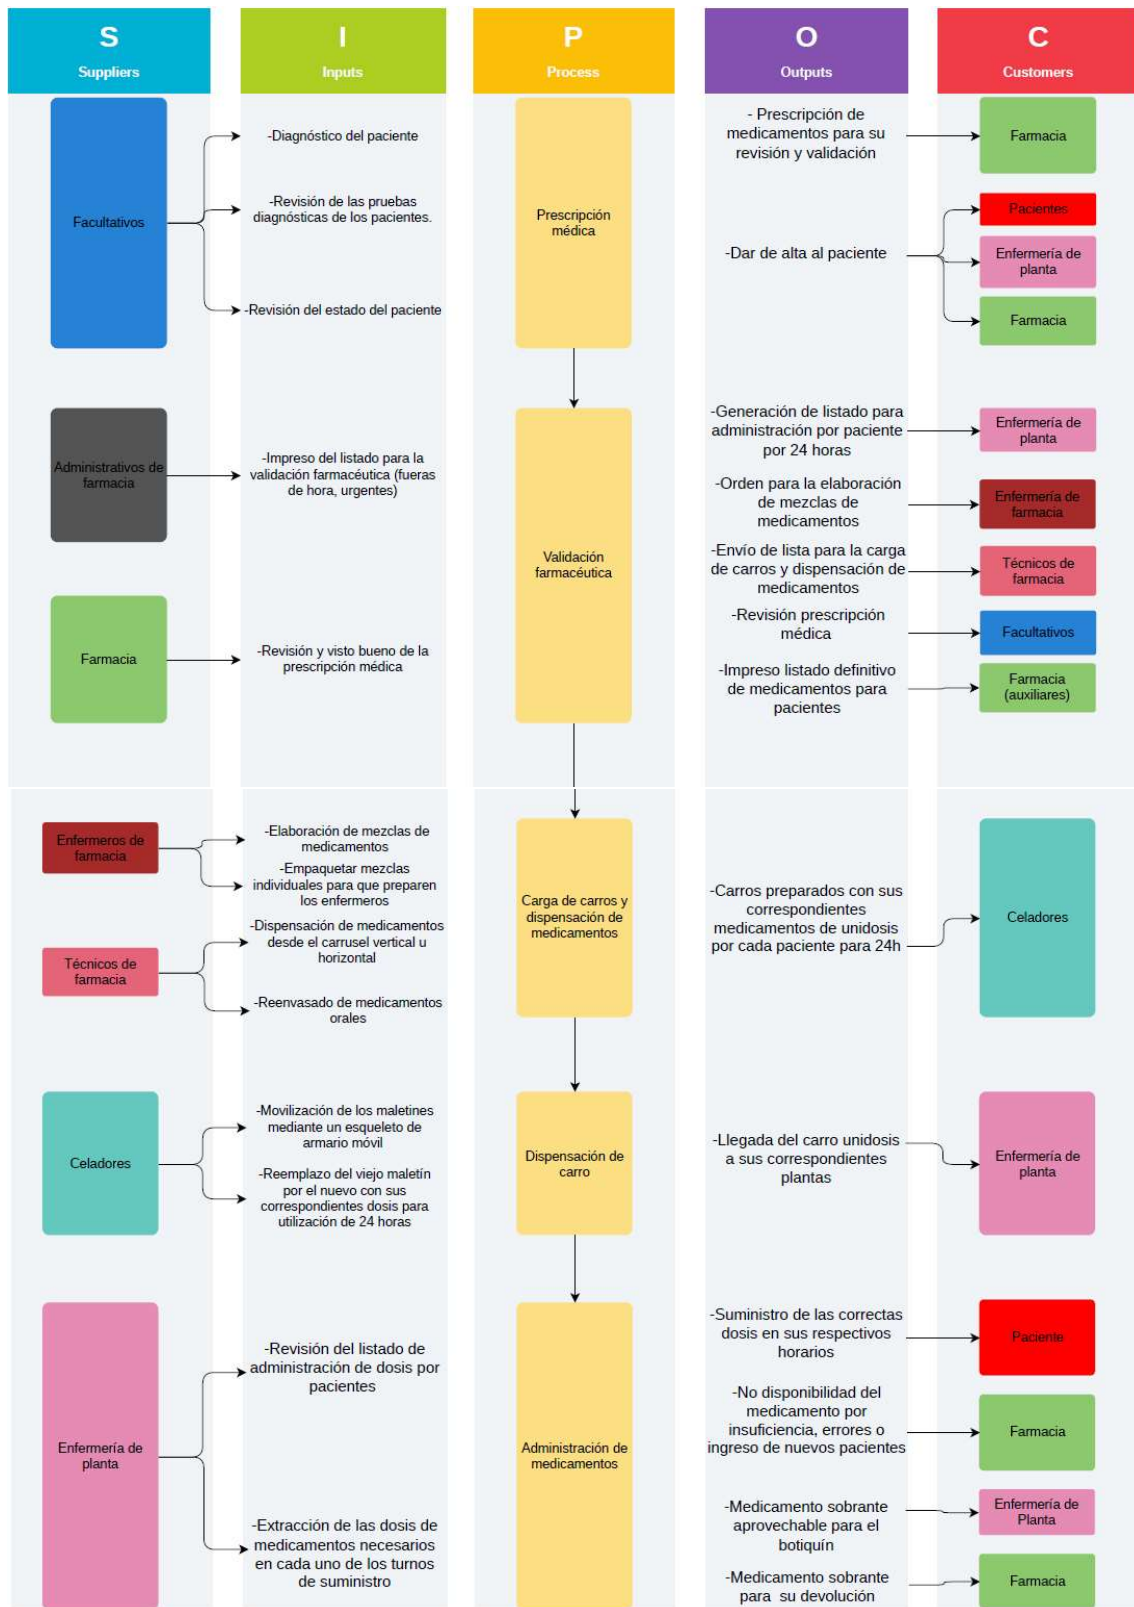 S
Suppliers
I
Inputs
P
Process
O
Outputs
C
Customers
Facultativos
-Diagnóstico del paciente
-Revisión de las pruebas
diagnósticas de los pacientes.
-Revisión del estado del paciente
Prescripción
médica
- Prescripción de
medicamentos para su
revisión y validación
-Dar de alta al paciente
Farmacia
Pacientes
Enfermería de
planta
Farmacia
Administrativos de
farmacia
-Impreso del listado para la
validación farmacéutica (fueras
de hora, urgentes)
Farmacia
-Revisión y visto bueno de la
prescripción médica
Validación
farmacéutica
-Generación de listado para
administración por paciente
por 24 horas
Enfermería de
planta
-Orden para la elaboración
de mezclas de
medicamentos
Enfermería de
farmacia
-Envío de lista para la carga
de carros y dispensación de
medicamentos
Técnicos de
farmacia
-Revisión prescripción
médica
Facultativos
-Impreso listado definitivo
de medicamentos para
pacientes
Farmacia
(auxiliares)
Enfermeros de
farmacia
-Elaboración de mezclas de
medicamentos
-Empaquetar mezclas
individuales para que preparen
los enfermeros
Técnicos de
farmacia
-Dispensación de medicamentos
desde el carrusel vertical u
horizontal
-Reenvasado de medicamentos
orales
Carga de carros y
dispensación de
medicamentos
-Carros preparados con sus
correspondientes
medicamentos de unidosis
por cada paciente para 24h
Celadores
Celadores
-Movilización de los maletines
mediante un esqueleto de
armario móvil
-Reemplazo del viejo maletín
por el nuevo con sus
correspondientes dosis para
utilización de 24 horas
Dispensación de
carro
-Llegada del carro unidosis
a sus correspondientes
plantas
Enfermería de
planta
Enfermería de
planta
-Revisión del listado de
administración de dosis por
pacientes
-Extracción de las dosis de
medicamentos necesarios
en cada uno de los turnos
de suministro
Administración de
medicamentos
-Suministro de las correctas
dosis en sus respectivos
horarios
Paciente
-No disponibilidad del
medicamento por
insuficiencia, errores o
ingreso de nuevos pacientes
Farmacia
-Medicamento sobrante
aprovechable para el
botiquín
Enfermería de
Planta
-Medicamento sobrante
para su devolución
Farmacia